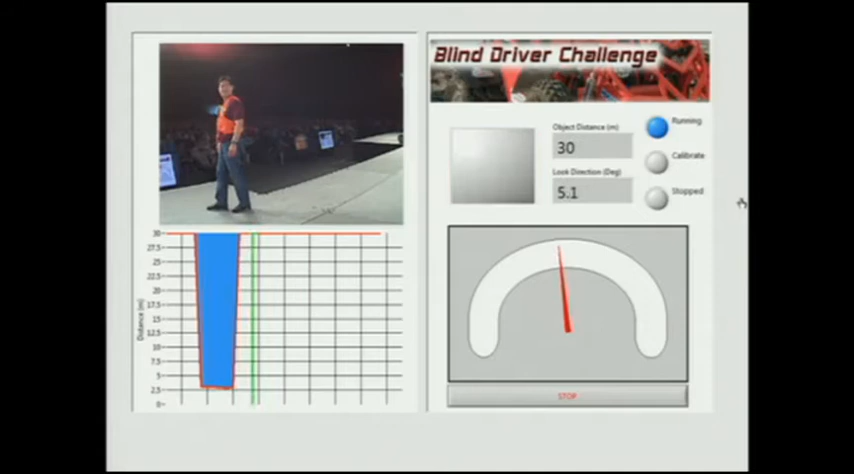 Blind Driver Challenge
Object Distance (m)
30
Look Direction (Deg)
5.1
Running
Calibrate
Stopped
30
27.5
25
22.5
20
17.5
15
12.5
10
7.5
5
2.5
0
Distance (m)
STOP